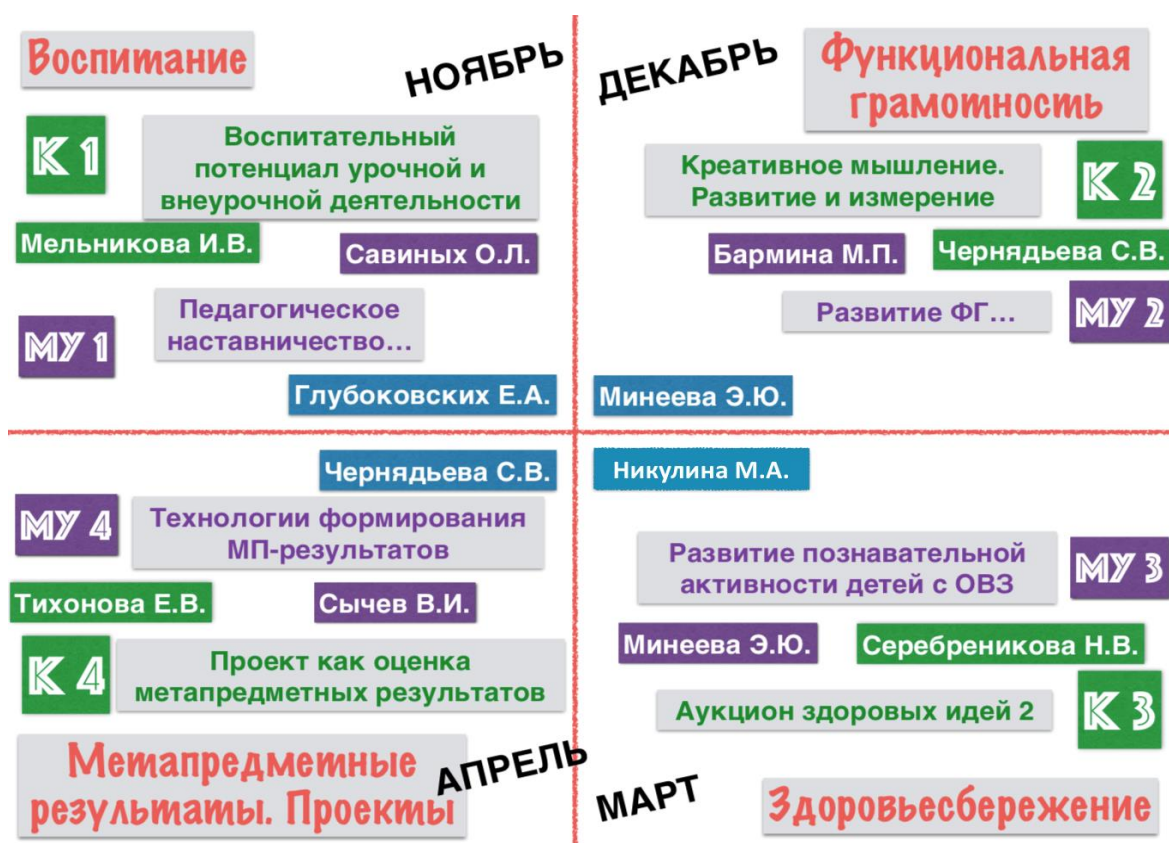 Воспитание
НОЯБРЬ
К 1
Воспитательный
потенциал урочной и
внеурочной деятельности
Мельникова И.В.
Савиных О.Л.
МУ 1
Педагогическое
наставничество...
Глубоковских Е.А.
ДЕКАБРЬ
Функциональная
грамотность
Креативное мышление.
Развитие и измерение
К 2
Бармина М.П.
Чернядьева С.В.
Развитие ФГ...
МУ 2
Минеева Э.Ю.
Чернядьева С.В.
МУ 4
Технологии формирования
МП-результатов
Тихонова Е.В.
Сычев В.И.
К 4
Проект как оценка
метапредметных результатов
Метапредметные
результаты. Проекты
АПРЕЛЬ
Никулина М.А.
Развитие познавательной
активности детей с ОВЗ
МУ 3
Минеева Э.Ю.
Серебреникова Н.В.
Аукцион здоровых идей 2
К 3
МАРТ
Здоровьесбережение